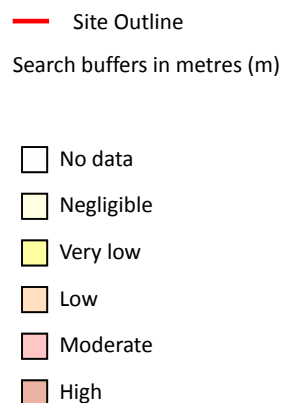 Site Outline
Search buffers in metres (m)
No data
Negligible
Very low
Low
Moderate
High